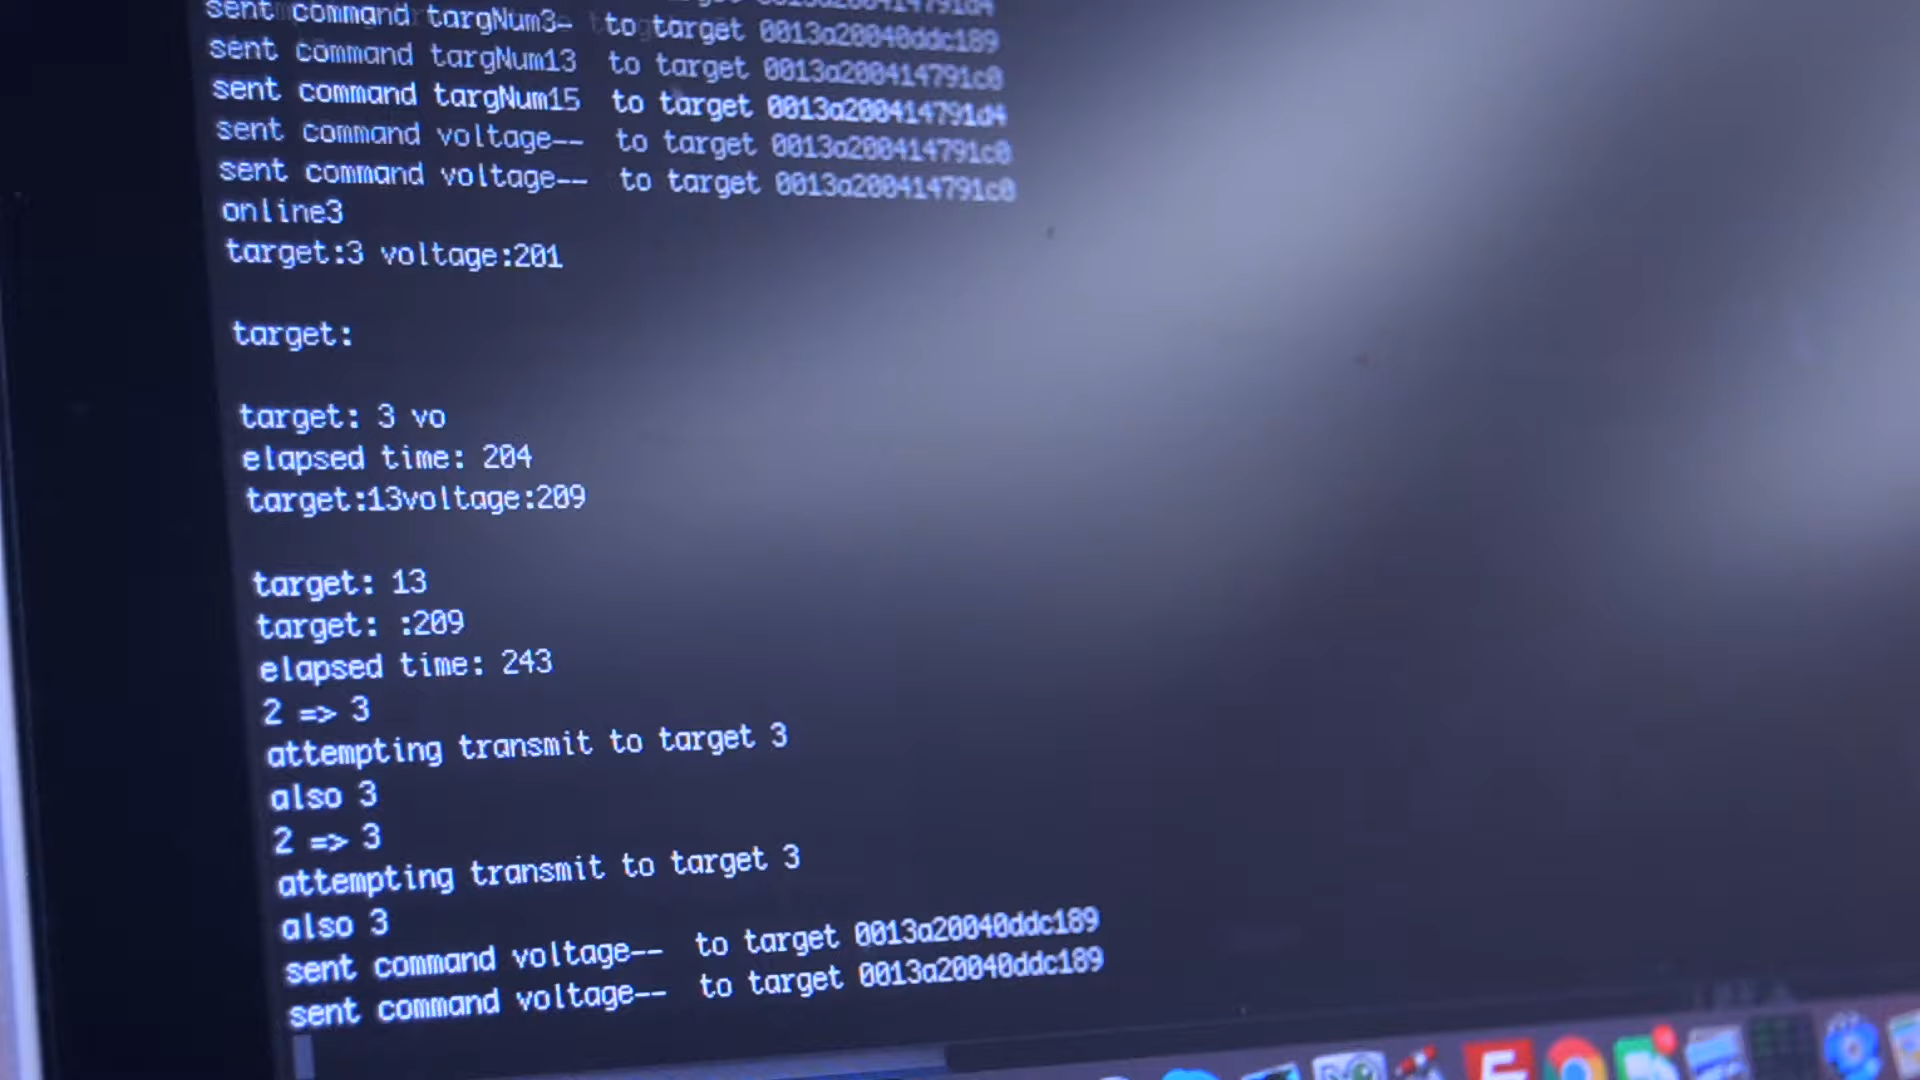 sent command targNum3- to target 0013a20040ddc189
sent command targNum13 to target 0013a200414791c0
sent command targNum15 to target 0013a200414791d4
sent command voltage-- to target 0013a200414791c0
sent command voltage-- to target 0013a200414791c0
online3
target:3 voltage:201
target:
target: 3 vo
elapsed time: 204
target:13voltage:209
target: 13
target: :209
elapsed time: 243
2 => 3
attempting transmit to target 3
also 3
2 => 3
attempting transmit to target 3
also 3
sent command voltage-- to target 0013a20040ddc189
sent command voltage-- to target 0013a20040ddc189